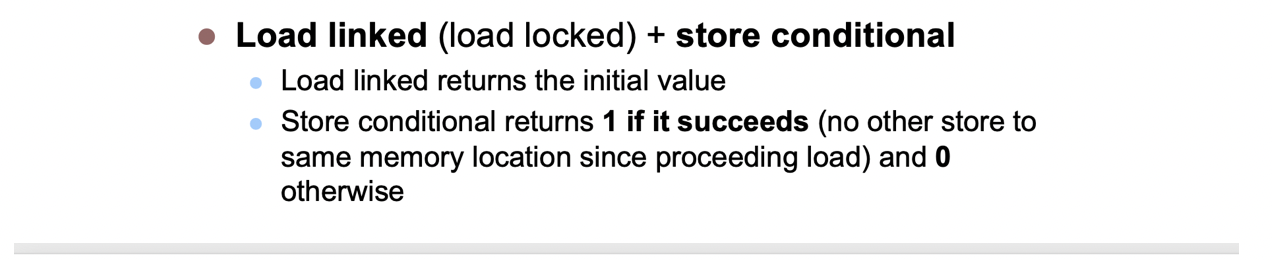 Load linked (load locked) + store conditional
Load linked returns the initial value
Store conditional returns 1 if it succeeds (no other store to
same memory location since proceeding load) and 0
otherwise